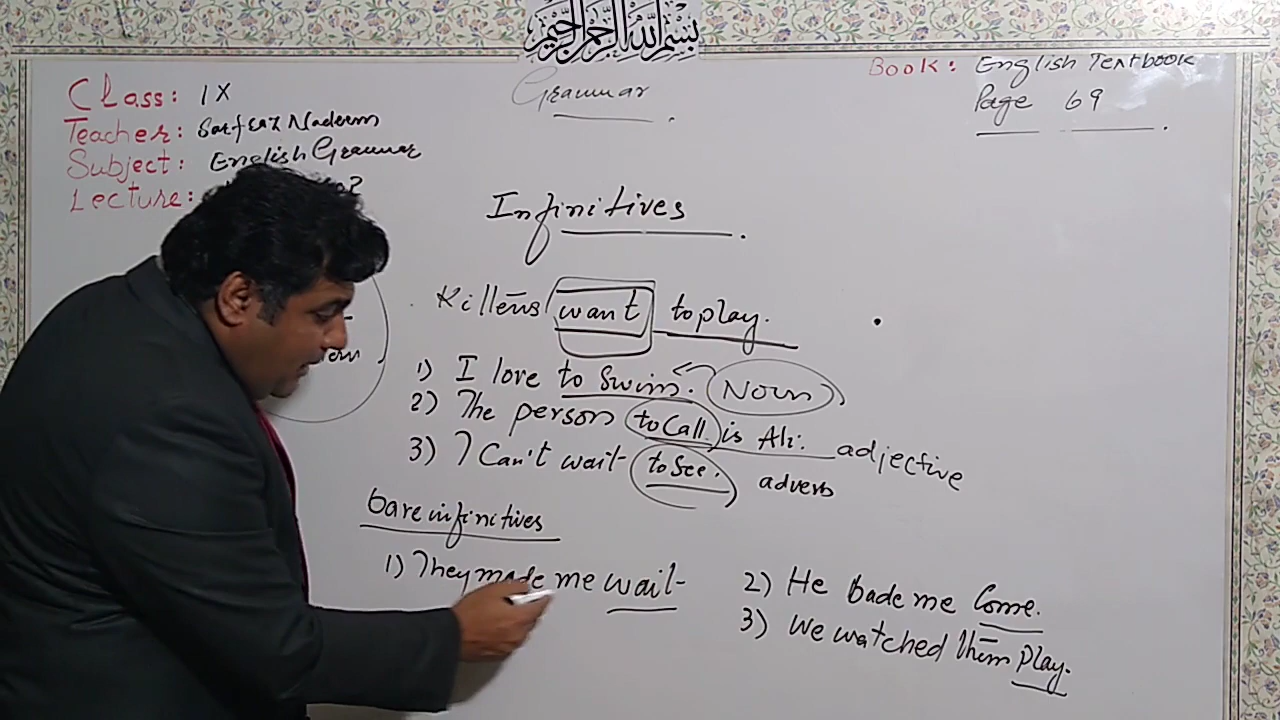 بسم الله الرحمن الرحيم
Class: IX
Teacher: Sarfraz Nadeem
Subject: English Grammar
Lecture:
Grammar
Book: English Textbook
Page 69
Infinitives
want to play.
1) I love to swim. Noun
2) The person to call is Ali. adjective
3) I Can't wait to see. adverb
bare infinitives
1) They made me wait
2) He bade me Come.
3) We watched them play.